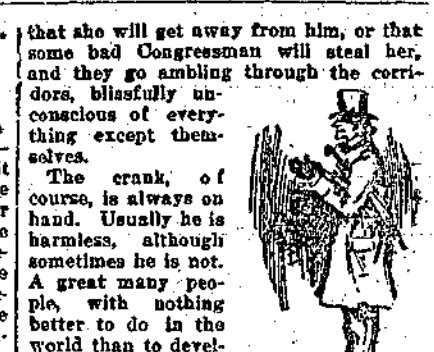 that she will get away from him, or that
some bad Congressman will steal her,
and they go ambling through the corri-
dors, blissfully un-
conscious of every-
thing except them-
selves.
The crank, of
course, is always on
hand. Usually he is
harmless, although
sometimes he is not.
A great many peo-
ple, with nothing
better to do in the
world than to devel-